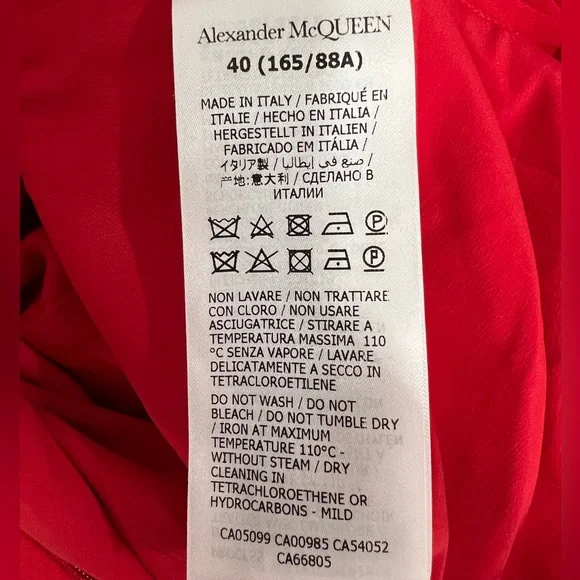 Alexander McQUEEN
40 (165/88A)
MADE IN ITALY / FABRIQUÉ EN
ITALIE / HECHO EN ITALIA /
HERGESTELLT IN ITALIEN /
FABRICADO EM ITÁLIA /
イタリア製 / صنع في إيطاليا /
产地:意大利 / СДЕЛАНО В
ИТАЛИИ
P
P
NON LAVARE / NON TRATTARE
CON CLORO / NON USARE
ASCIUGATRICE / STIRARE A
TEMPERATURA MASSIMA 110
°C SENZA VAPORE / LAVARE
DELICATAMENTE A SECCO IN
TETRACLOROETILENE
DO NOT WASH / DO NOT
BLEACH / DO NOT TUMBLE DRY
/ IRON AT MAXIMUM
TEMPERATURE 110°C -
WITHOUT STEAM / DRY
CLEANING IN
TETRACHLOROETHENE OR
HYDROCARBONS - MILD
CA05099 CA00985 CA54052
CA66805